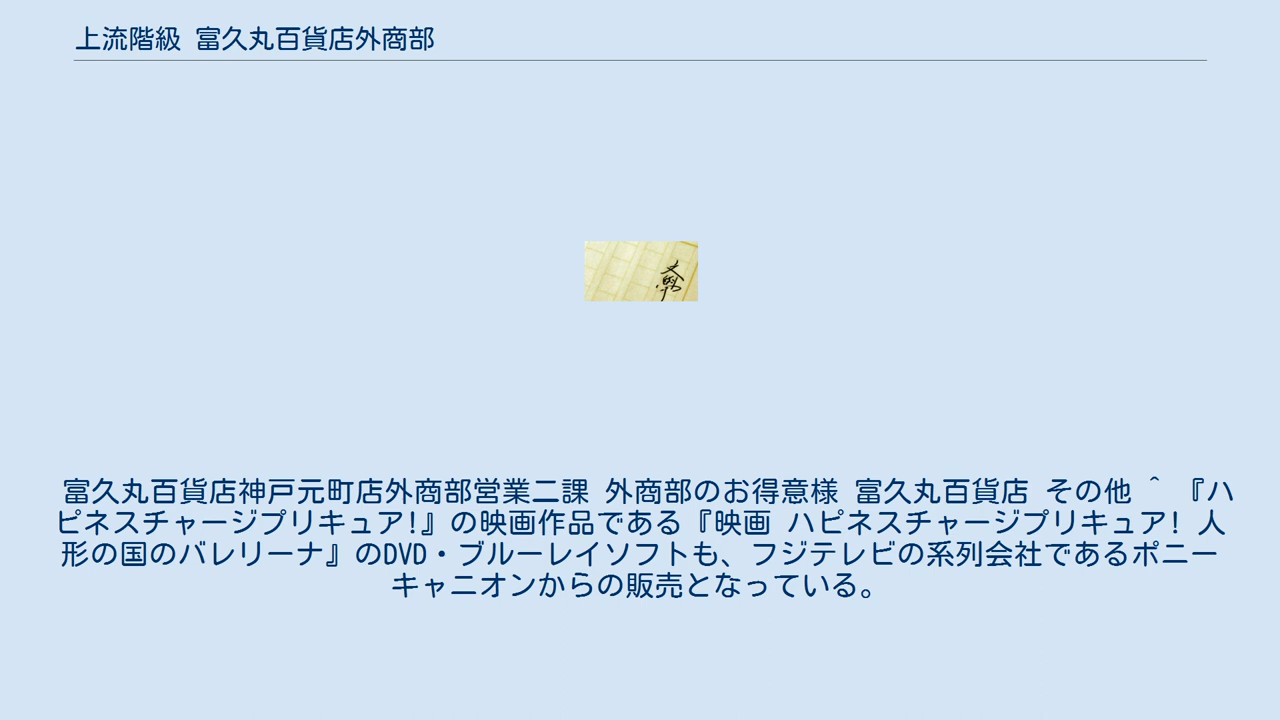 上流階級 富久丸百貨店外商部
富久丸百貨店神戸元町店外商部営業二課 外商部のお得意様 富久丸百貨店 その他 ^ 『ハ
ピネスチャージプリキュア!』の映画作品である『映画 ハピネスチャージプリキュア! 人
形の国のバレリーナ』のDVD・ブルーレイソフトも、フジテレビの系列会社であるポニー
キャニオンからの販売となっている。